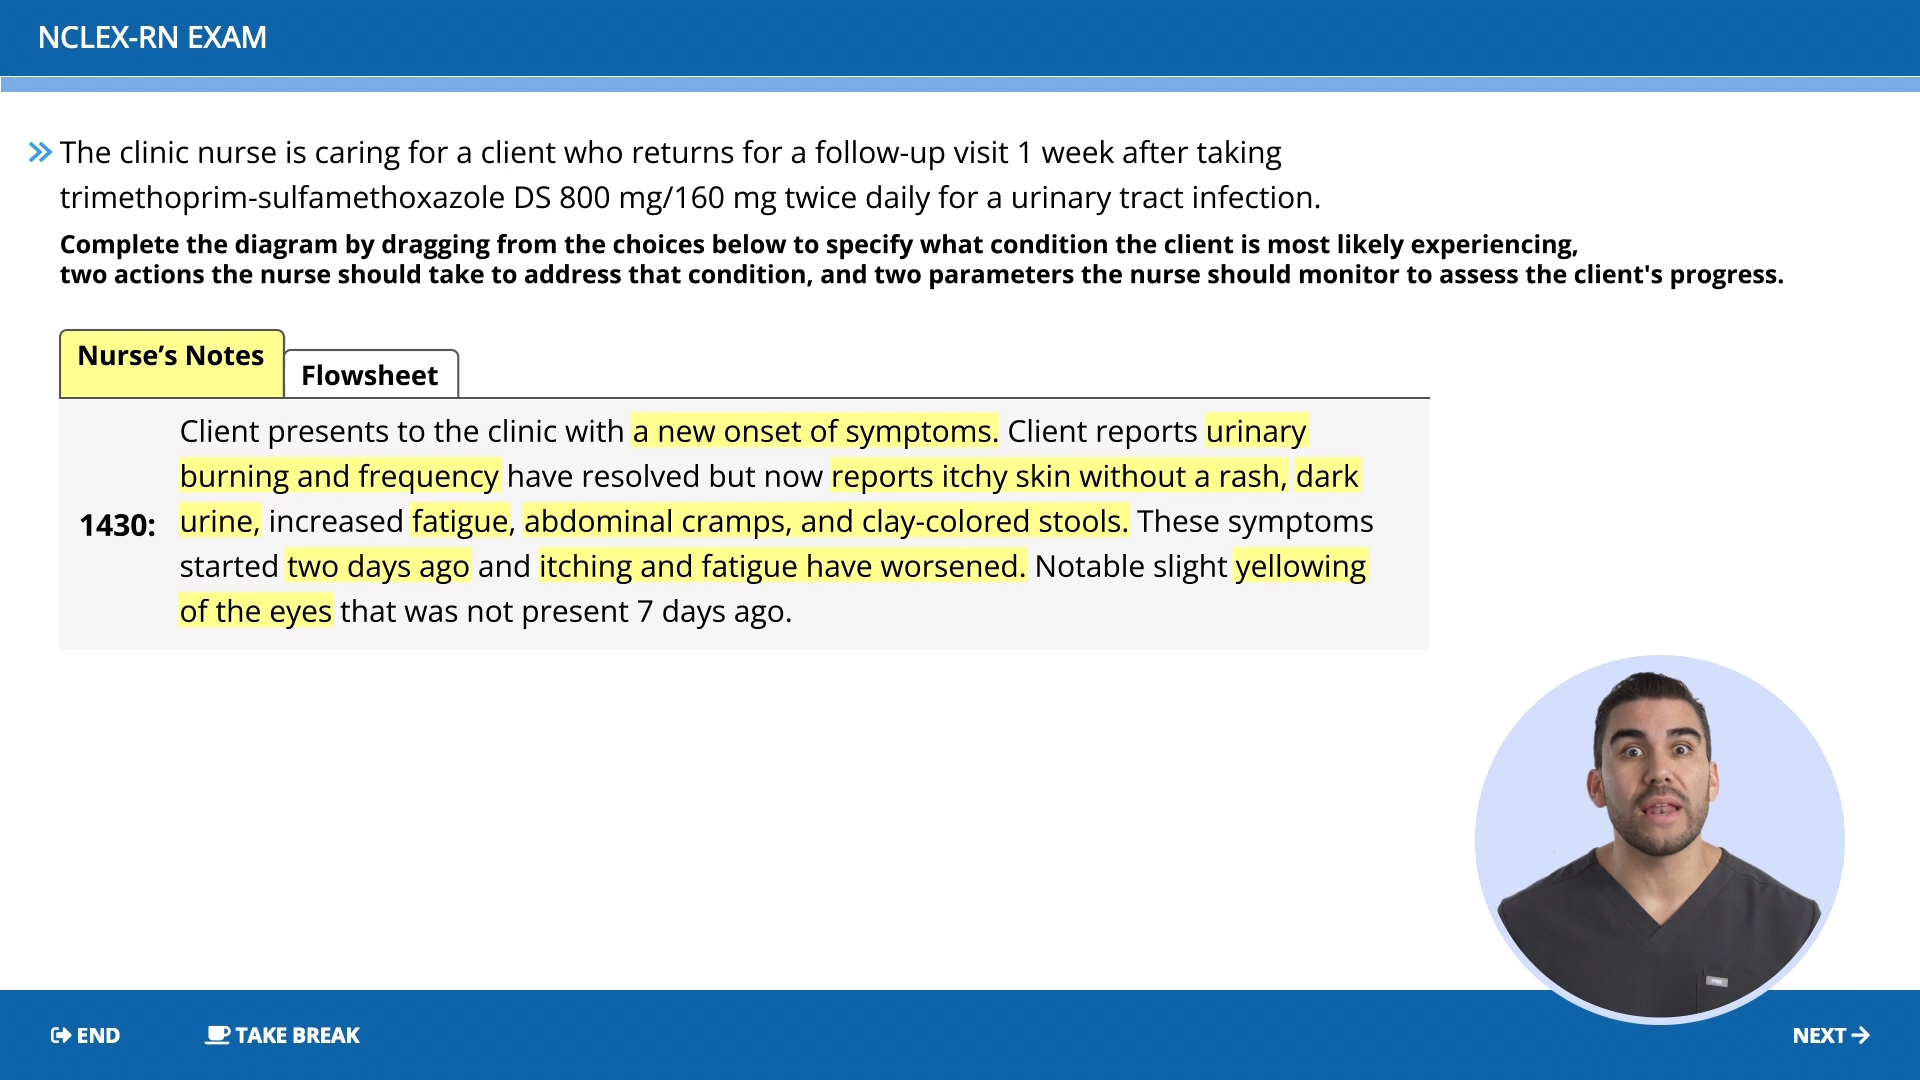 NCLEX-RN EXAM
The clinic nurse is caring for a client who returns for a follow-up visit 1 week after taking
trimethoprim-sulfamethoxazole DS 800 mg/160 mg twice daily for a urinary tract infection.
Complete the diagram by dragging from the choices below to specify what condition the client is most likely experiencing,
two actions the nurse should take to address that condition, and two parameters the nurse should monitor to assess the client's progress.
Nurse’s Notes
Flowsheet
Client presents to the clinic with a new onset of symptoms. Client reports urinary
burning and frequency have resolved but now reports itchy skin without a rash, dark
1430: urine, increased fatigue, abdominal cramps, and clay-colored stools. These symptoms
started two days ago and itching and fatigue have worsened. Notable slight yellowing
of the eyes that was not present 7 days ago.
END
TAKE BREAK
NEXT